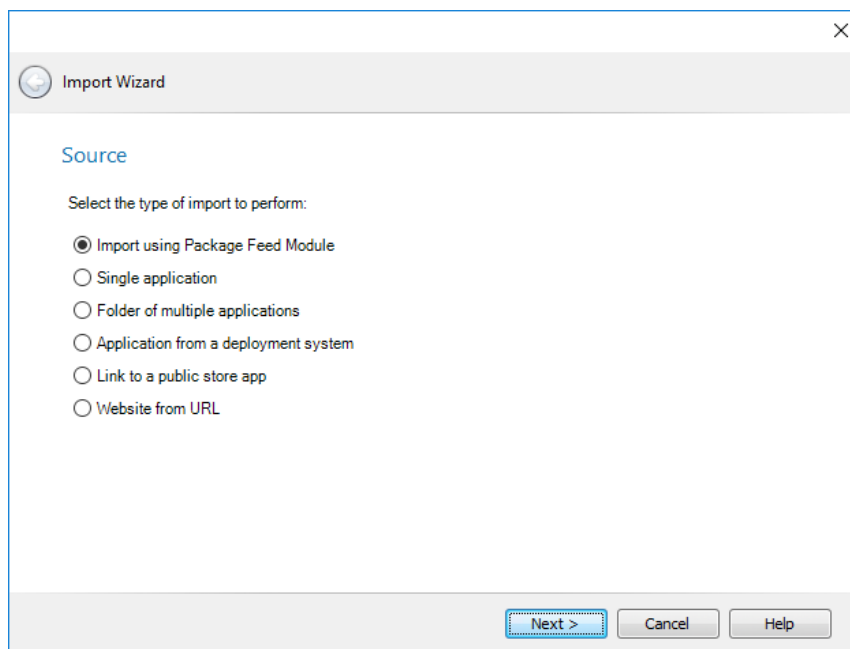 Import Wizard
Source
Select the type of import to perform:
Import using Package Feed Module
Single application
Folder of multiple applications
Application from a deployment system
Link to a public store app
Website from URL
Next > Cancel Help